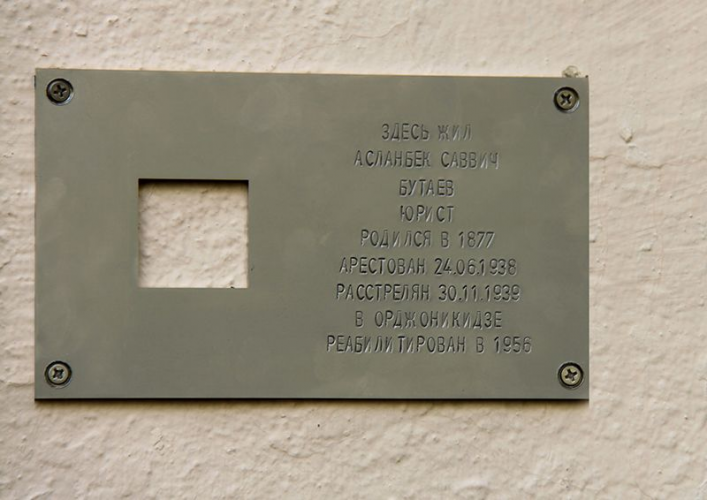 ЗДЕСЬ ЖИЛ
АСЛАНБЕК САВВИЧ
БУТАЕВ
ЮРИСТ
РОДИЛСЯ В 1877
АРЕСТОВАН 24.06.1938
РАССТРЕЛЯН 30.11.1939
В ОРДЖОНИКИДЗЕ
РЕАБИЛИТИРОВАН В 1956